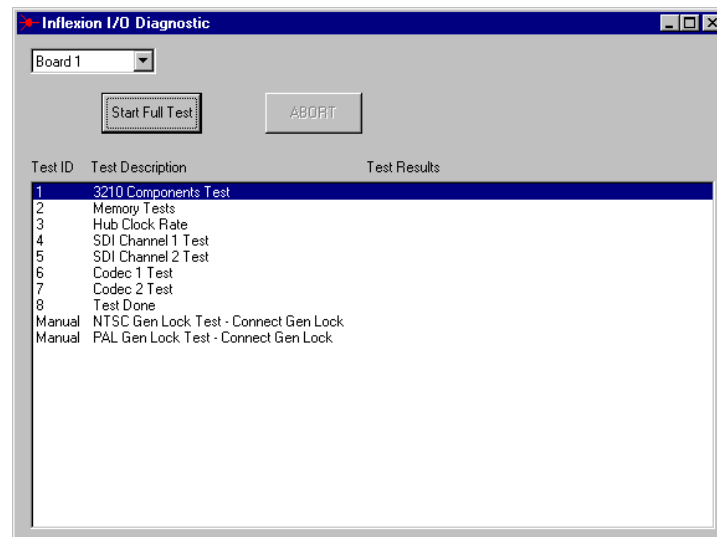 Inflexion I/O Diagnostic
Board 1
Start Full Test ABORT
Test ID Test Description Test Results
1 3210 Components Test
2 Memory Tests
3 Hub Clock Rate
4 SDI Channel 1 Test
5 SDI Channel 2 Test
6 Codec 1 Test
7 Codec 2 Test
8 Test Done
Manual NTSC Gen Lock Test - Connect Gen Lock
Manual PAL Gen Lock Test - Connect Gen Lock